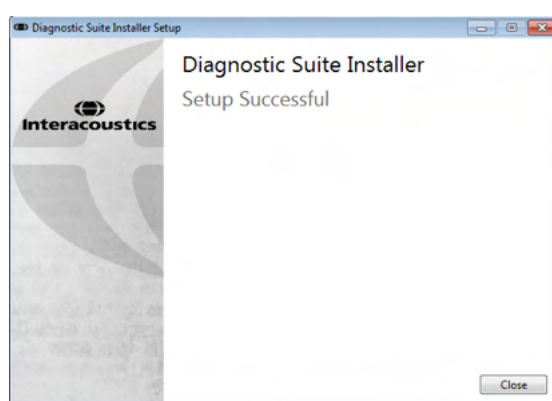 Diagnostic Suite Installer Setup
Diagnostic Suite Installer
Setup Successful
Interacoustics
Close